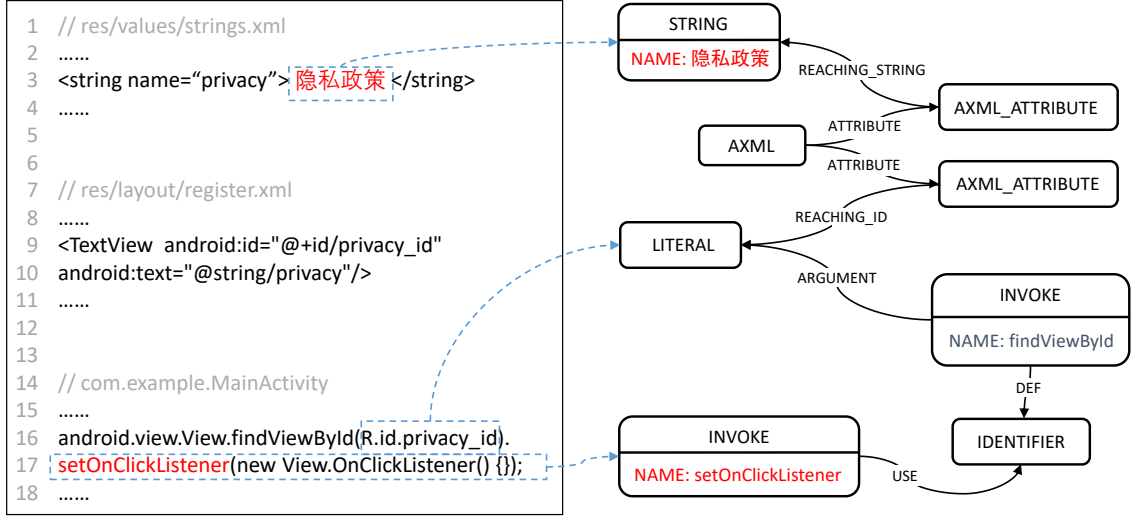 1 // res/values/strings.xml
2 ……
3 <string name=“privacy”> 隐私政策 </string>
4 ……
5
6
7 // res/layout/register.xml
8 ……
9 <TextView android:id="@+id/privacy_id"
10 android:text="@string/privacy"/>
11 ……
12
13
14 // com.example.MainActivity
15 ……
16 android.view.View.findViewById(R.id.privacy_id).
17 setOnClickListener(new View.OnClickListener() {});
18 ……
STRING
NAME: 隐私政策
REACHING_STRING
AXML_ATTRIBUTE
ATTRIBUTE
AXML
ATTRIBUTE
AXML_ATTRIBUTE
REACHING_ID
LITERAL
ARGUMENT
INVOKE
NAME: findViewById
DEF
IDENTIFIER
INVOKE
NAME: setOnClickListener
USE